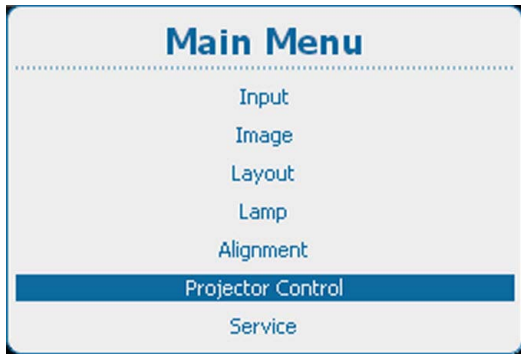 Main Menu
Input
Image
Layout
Lamp
Alignment
Projector Control
Service